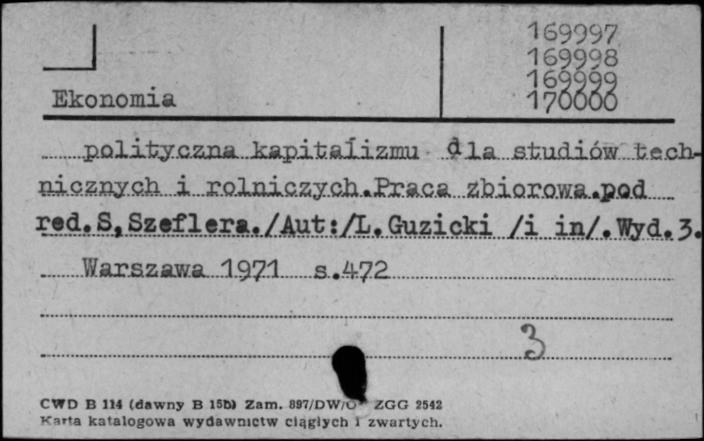 169997
169998
169999
170000
Ekonomia
polityczna kapitalizmu dla studiów tech-
nicznych i rolniczych.Praca zbiorowa.pod
red.S,Szeflera./Aut:/L.Guzicki /i in/.Wyd.3.
Warszawa 1971 s.472
3
CWD B 114 (dawny B 15b) Zam. 897/DW/O ZGG 2542
Karta katalogowa wydawnictw ciągłych i zwartych.